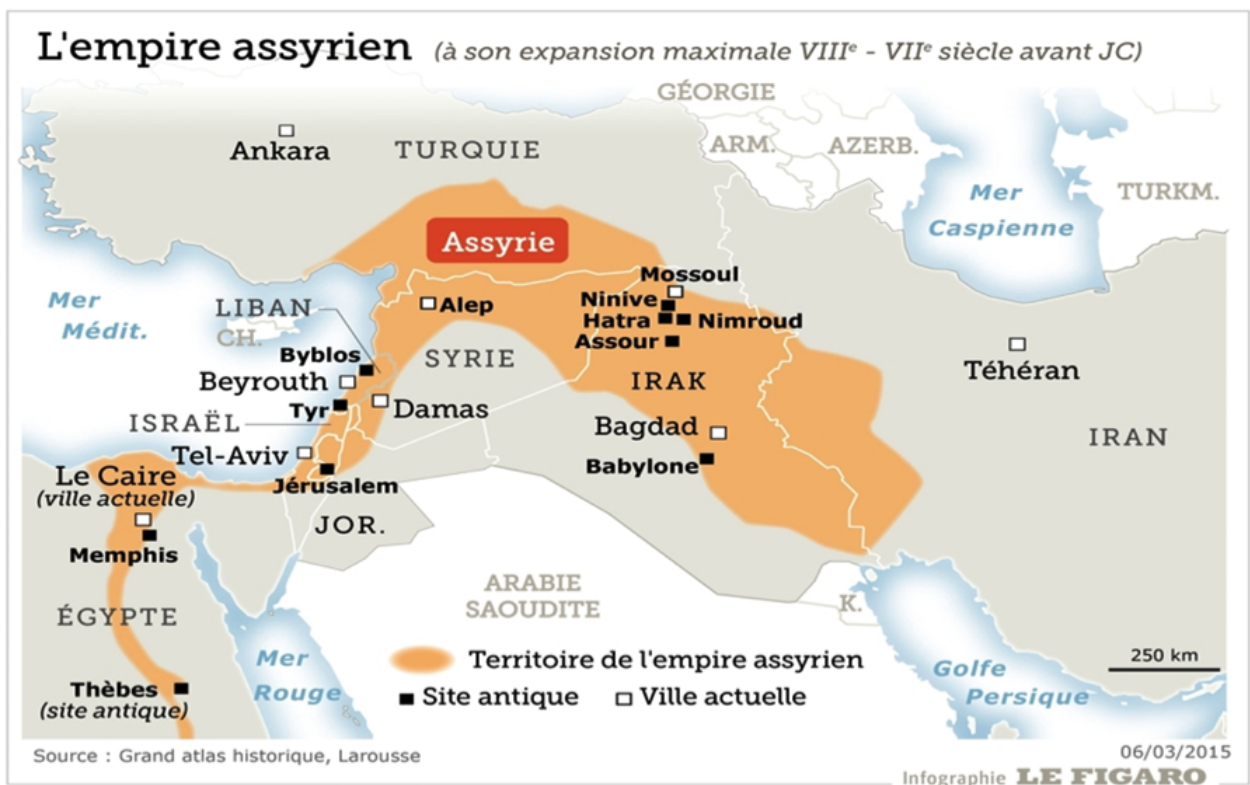 L'empire assyrien (à son expansion maximale VIIIe - VIIe siècle avant JC)
GÉORGIE
Ankara
TURQUIE
ARM.
AZERB.
Mer
Caspienne
TURKM.
Assyrie
Mer
Médit.
LIBAN
CH.
Alep
Mossoul
Ninive
Hatra
Nimroud
Assour
Byblos
SYRIE
Beyrouth
IRAK
Téhéran
Tyr
Damas
ISRAËL
Bagdad
IRAN
Tel-Aviv
Babylone
Le Caire
(ville actuelle)
Jérusalem
JOR.
Memphis
ARABIE
SAOUDITE
K.
ÉGYPTE
Mer
Rouge
Thèbes
(site antique)
Golfe
Persique
250 km
Territoire de l'empire assyrien
Site antique
Ville actuelle
Source : Grand atlas historique, Larousse
06/03/2015
Infographie LE FIGARO